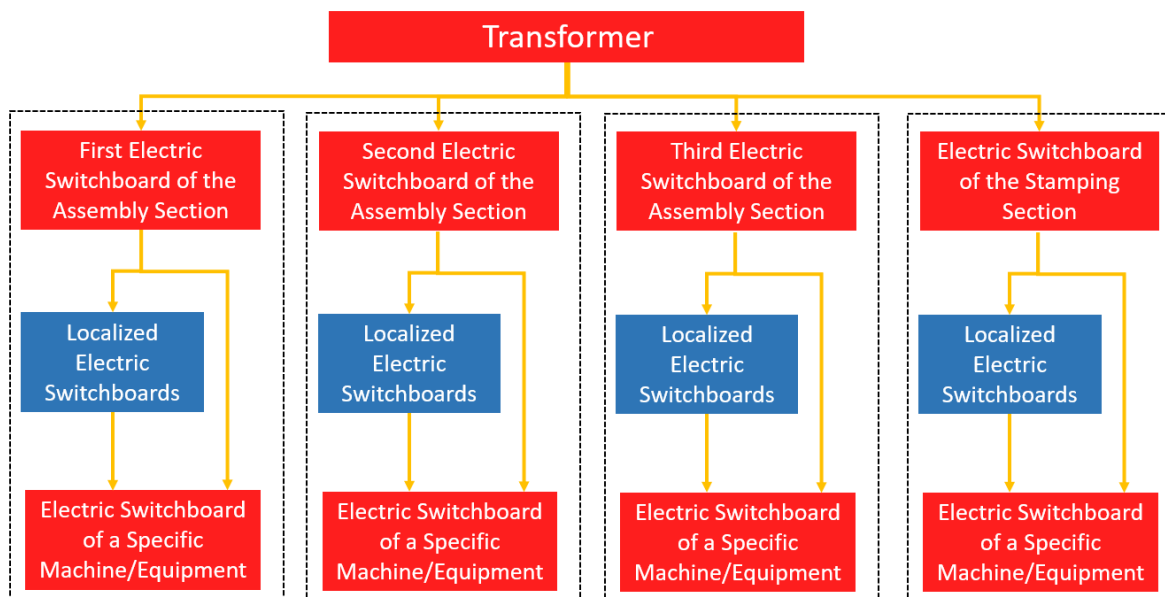 Transformer
First Electric
Switchboard of the
Assembly Section
Second Electric
Switchboard of the
Assembly Section
Third Electric
Switchboard of the
Assembly Section
Electric Switchboard
of the Stamping
Section
Localized
Electric
Switchboards
Localized
Electric
Switchboards
Localized
Electric
Switchboards
Localized
Electric
Switchboards
Electric Switchboard
of a Specific
Machine/Equipment
Electric Switchboard
of a Specific
Machine/Equipment
Electric Switchboard
of a Specific
Machine/Equipment
Electric Switchboard
of a Specific
Machine/Equipment